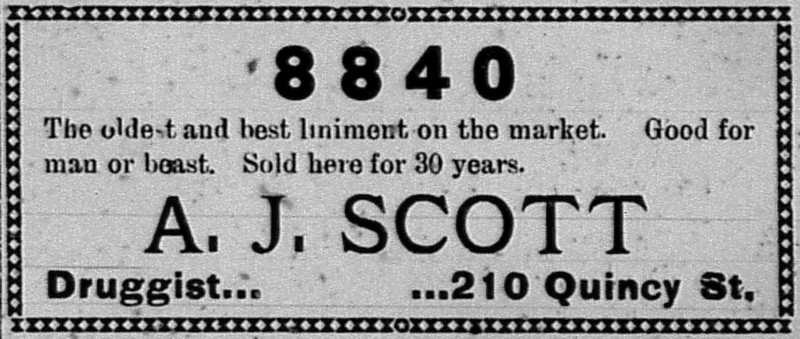 8840
The oldest and best liniment on the market. Good for
man or beast. Sold here for 30 years.
A. J. SCOTT
Druggist... ...210 Quincy St.